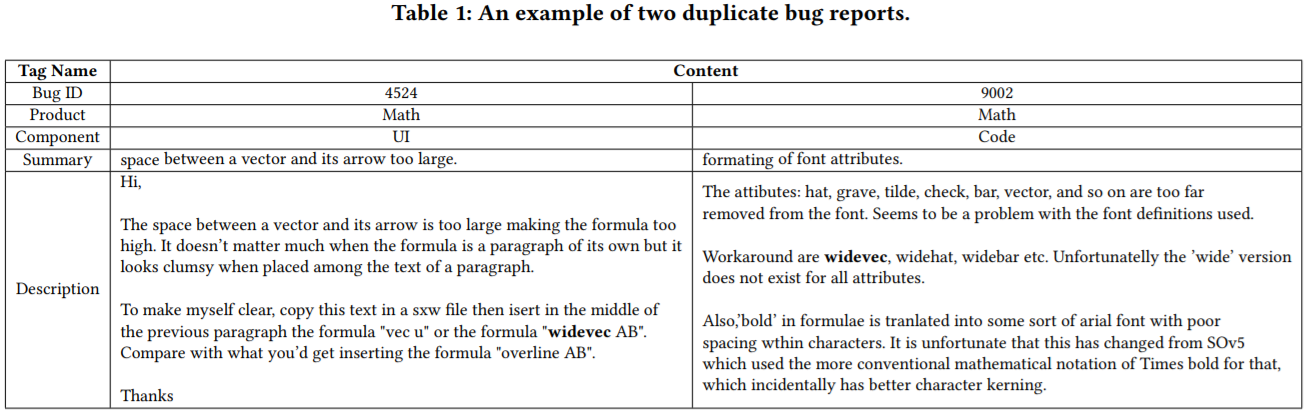 Table 1: An example of two duplicate bug reports.
Tag Name Content
Bug ID 4524 9002
Product Math Math
Component UI Code
Summary space between a vector and its arrow too large. formating of font attributes.
Description
Hi,
The space between a vector and its arrow is too large making the formula too
high. It doesn't matter much when the formula is a paragraph of its own but it
looks clumsy when placed among the text of a paragraph.
To make myself clear, copy this text in a sxw file then isert in the middle of
the previous paragraph the formula "vec u" or the formula "widevec AB".
Compare with what you'd get inserting the formula "overline AB".
Thanks
The attibutes: hat, grave, tilde, check, bar, vector, and so on are too far
removed from the font. Seems to be a problem with the font definitions used.
Workaround are widevec, widehat, widebar etc. Unfortunatelly the 'wide' version
does not exist for all attributes.
Also,'bold' in formulae is tranlated into some sort of arial font with poor
spacing wthin characters. It is unfortunate that this has changed from SOv5
which used the more conventional mathematical notation of Times bold for that,
which incidentally has better character kerning.